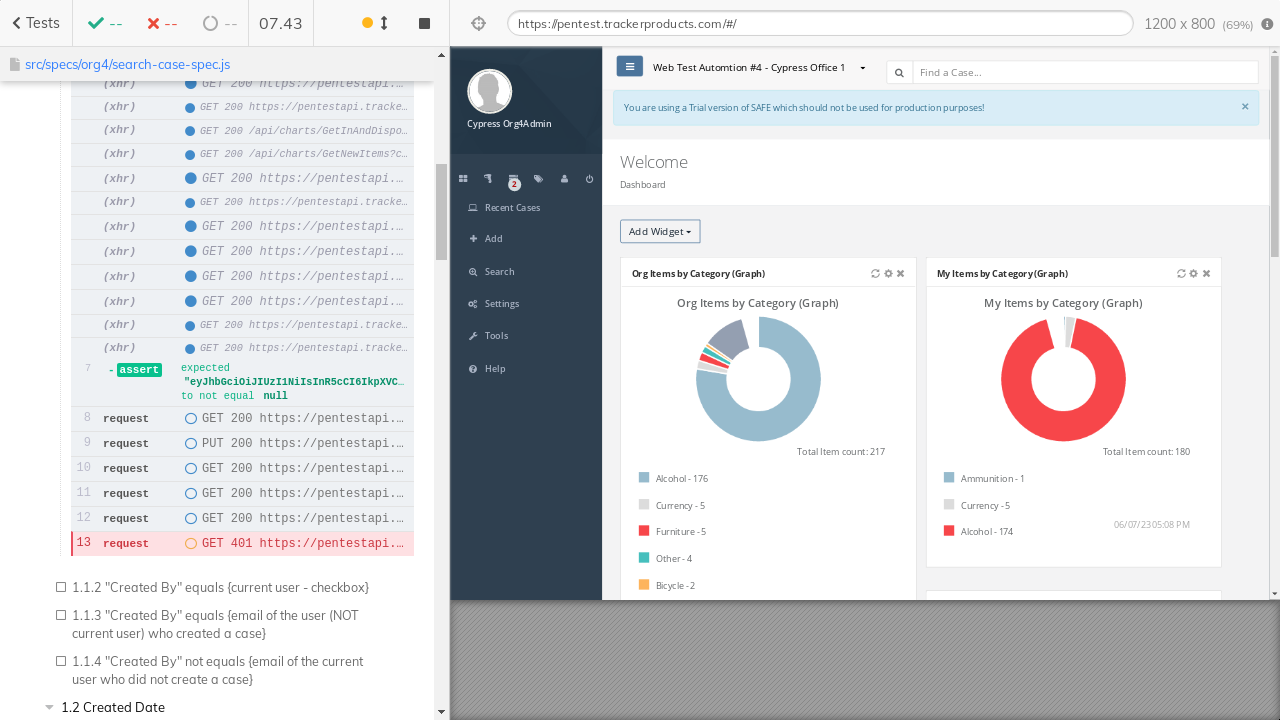 Tests
--
--
--
07.43
https://pentest.trackerproducts.com/#/
1200 x 800 (69%)
src/specs/org4/search-case-spec.js
(xhr) GET 200 https://pentestapi.…
(xhr) GET 200 https://pentestapi.tracke…
(xhr) GET 200 /api/charts/GetInAndDispo…
(xhr) GET 200 /api/charts/GetNewItems?c…
(xhr) GET 200 https://pentestapi.…
(xhr) GET 200 https://pentestapi.tracke…
(xhr) GET 200 https://pentestapi.…
(xhr) GET 200 https://pentestapi.…
(xhr) GET 200 https://pentestapi.…
(xhr) GET 200 https://pentestapi.…
(xhr) GET 200 https://pentestapi.tracke…
(xhr) GET 200 https://pentestapi.tracke…
7 -assert expected
"eyJhbGciOiJIUzI1NiIsInR5cCI6IkpXVC…
to not equal null
8 request GET 200 https://pentestapi.…
9 request PUT 200 https://pentestapi.…
10 request GET 200 https://pentestapi.…
11 request GET 200 https://pentestapi.…
12 request GET 200 https://pentestapi.…
13 request GET 401 https://pentestapi.…
1.1.2 "Created By" equals {current user - checkbox}
1.1.3 "Created By" equals {email of the user (NOT
current user) who created a case}
1.1.4 "Created By" not equals {email of the current
user who did not create a case}
1.2 Created Date
Cypress Org4Admin
2
Recent Cases
Add
Search
Settings
Tools
Help
Web Test Automtion #4 - Cypress Office 1
Find a Case...
You are using a Trial version of SAFE which should not be used for production purposes!
×
Welcome
Dashboard
Add Widget
Org Items by Category (Graph)
Org Items by Category (Graph)
Total Item count: 217
Alcohol - 176
Currency - 5
Furniture - 5
Other - 4
Bicycle - 2
My Items by Category (Graph)
My Items by Category (Graph)
Total Item count: 180
Ammunition - 1
Currency - 5
Alcohol - 174
06/07/23 05:08 PM